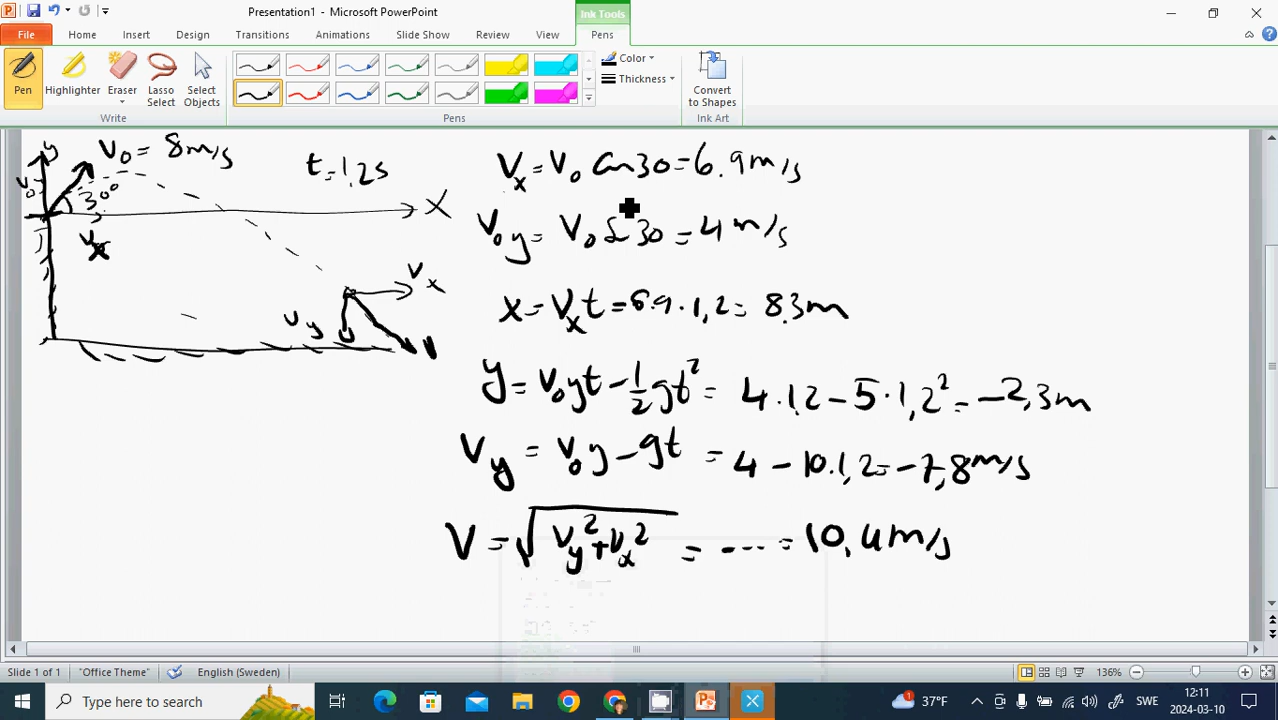 Presentation1 - Microsoft PowerPoint
Ink Tools
File Home Insert Design Transitions Animations Slide Show Review View Pens
Pen Highlighter Eraser Lasso Select Select Objects
Color
Thickness
Convert to Shapes
Write Pens Ink Art
y
V₀ = 8m/s
t=1,2s
V₀
30°
X
Vx
Vx
Vy
V
Vx = V₀ cos30 = 6.9m/s
V₀y = V₀ 30 = 4m/s
x = Vxt = 6.9 · 1,2 = 8.3m
y = V₀yt - 1/2 gt² = 4 · 1,2 - 5 · 1,2² = -2,3m
Vy = V₀y - gt = 4 - 10 · 1,2 = -7,8m/s
V = √Vy² + Vx² = ---- = 10,4m/s
Slide 1 of 1 "Office Theme" English (Sweden) 136%
Type here to search
1
37°F
SWE
12:11
2024-03-10